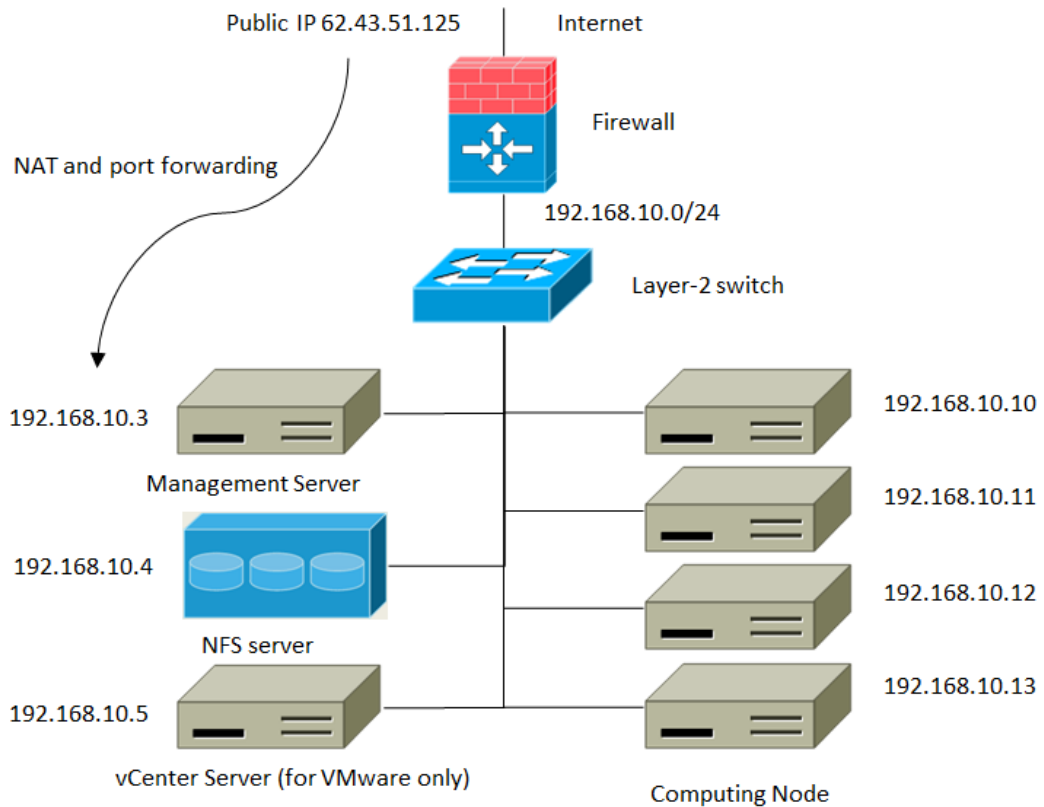 Public IP 62.43.51.125
Internet
Firewall
NAT and port forwarding
192.168.10.0/24
Layer-2 switch
192.168.10.3
Management Server
192.168.10.4
NFS server
192.168.10.5
vCenter Server (for VMware only)
192.168.10.10
192.168.10.11
192.168.10.12
192.168.10.13
Computing Node